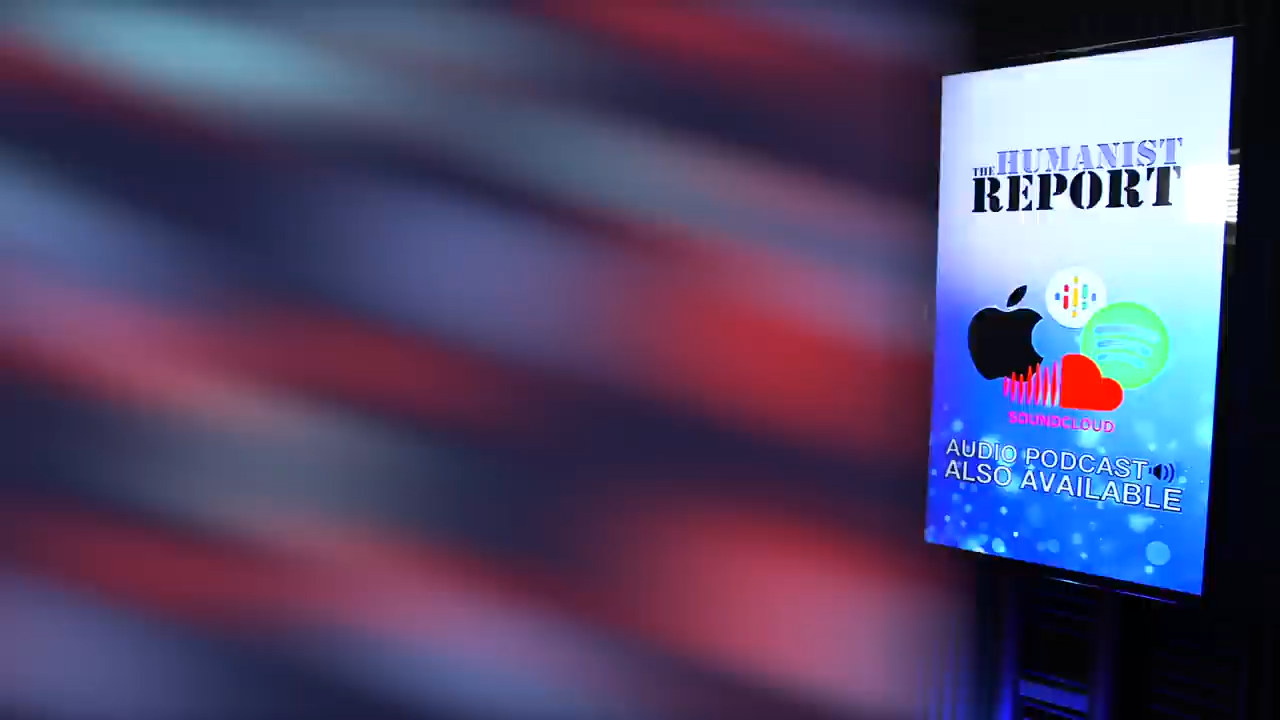 THE HUMANIST
REPORT
SOUNDCLOUD
AUDIO PODCAST
ALSO AVAILABLE